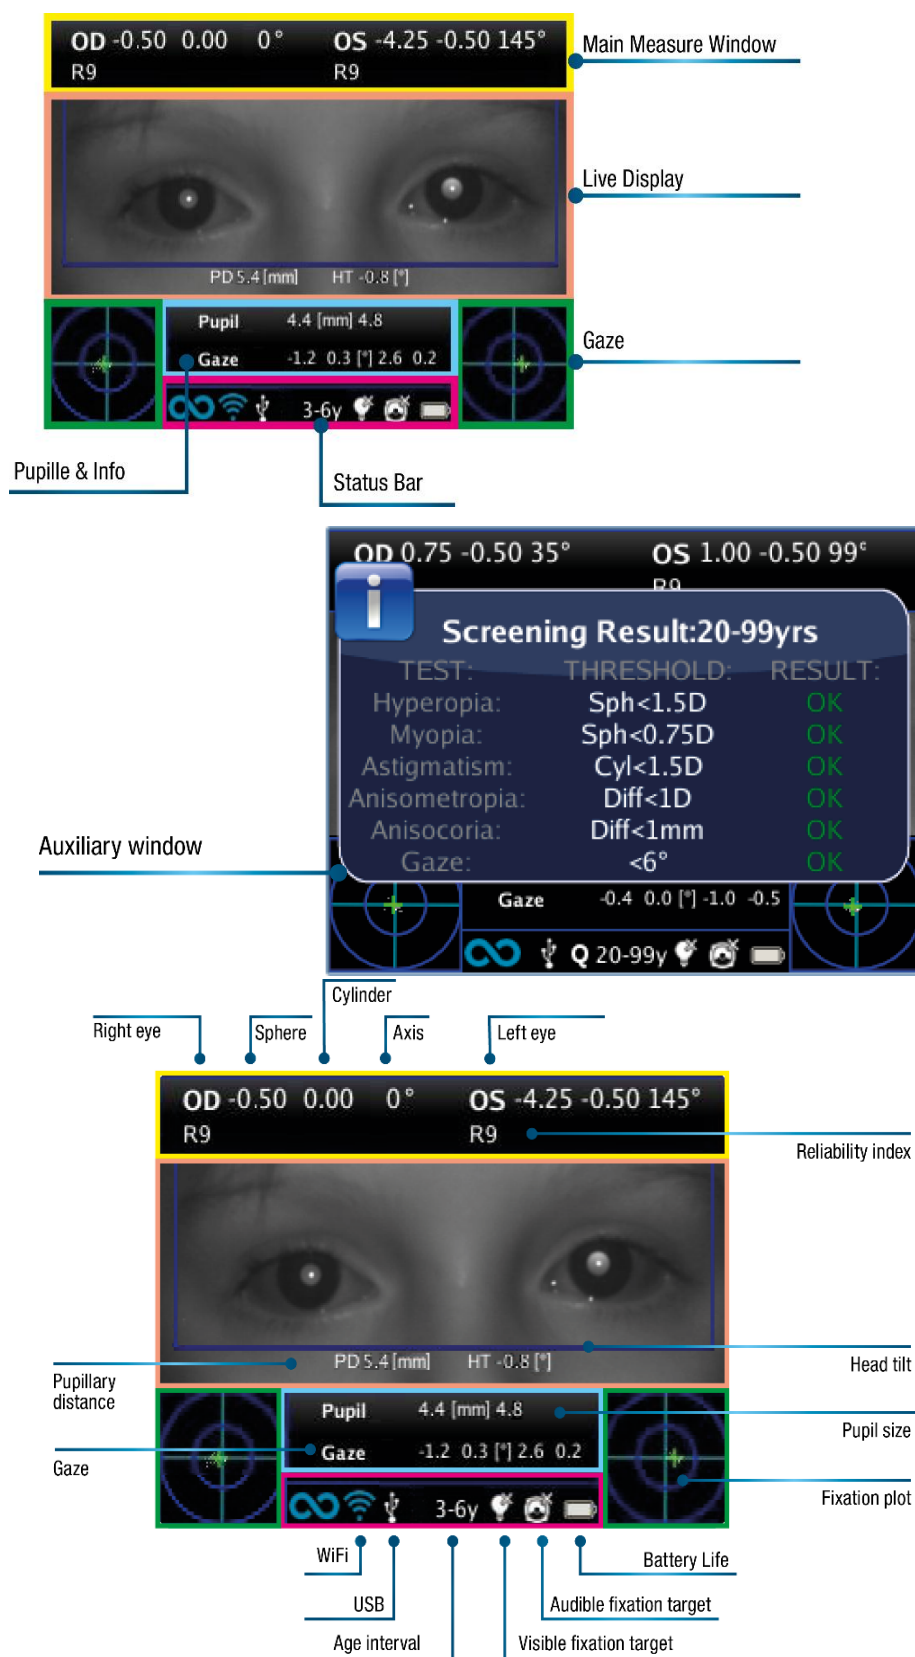 OD -0.50 0.00 0° OS -4.25 -0.50 145°
R9 R9
Main Measure Window
Live Display
PD 5.4 [mm] HT -0.8 [°]
Gaze
Pupil 4.4 [mm] 4.8
Gaze -1.2 0.3 [°] 2.6 0.2
3-6y
Pupille & Info
Status Bar
OD 0.75 -0.50 35° OS 1.00 -0.50 99°
R9
i
Screening Result:20-99yrs
TEST: THRESHOLD: RESULT:
Hyperopia: Sph<1.5D OK
Myopia: Sph<0.75D OK
Astigmatism: Cyl<1.5D OK
Anisometropia: Diff<1D OK
Anisocoria: Diff<1mm OK
Gaze: <6° OK
Auxiliary window
Gaze -0.4 0.0 [°] -1.0 -0.5
Q 20-99y
Cylinder
Right eye Sphere Axis Left eye
OD -0.50 0.00 0° OS -4.25 -0.50 145°
R9 R9
Reliability index
PD 5.4 [mm] HT -0.8 [°]
Head tilt
Pupillary
distance
Pupil 4.4 [mm] 4.8
Pupil size
Gaze -1.2 0.3 [°] 2.6 0.2
Gaze
Fixation plot
3-6y
WiFi
Battery Life
USB
Audible fixation target
Age interval
Visible fixation target